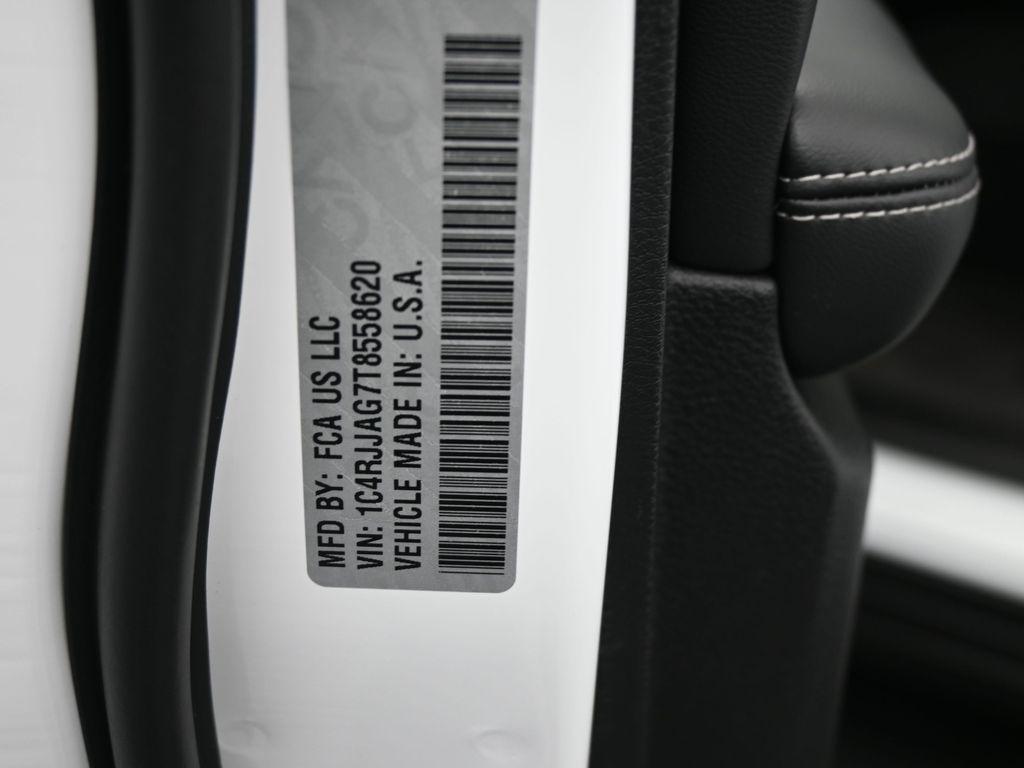 MFD BY: FCA US LLC
VIN: 1C4RJJAG7T8558620
VEHICLE MADE IN: U.S.A.